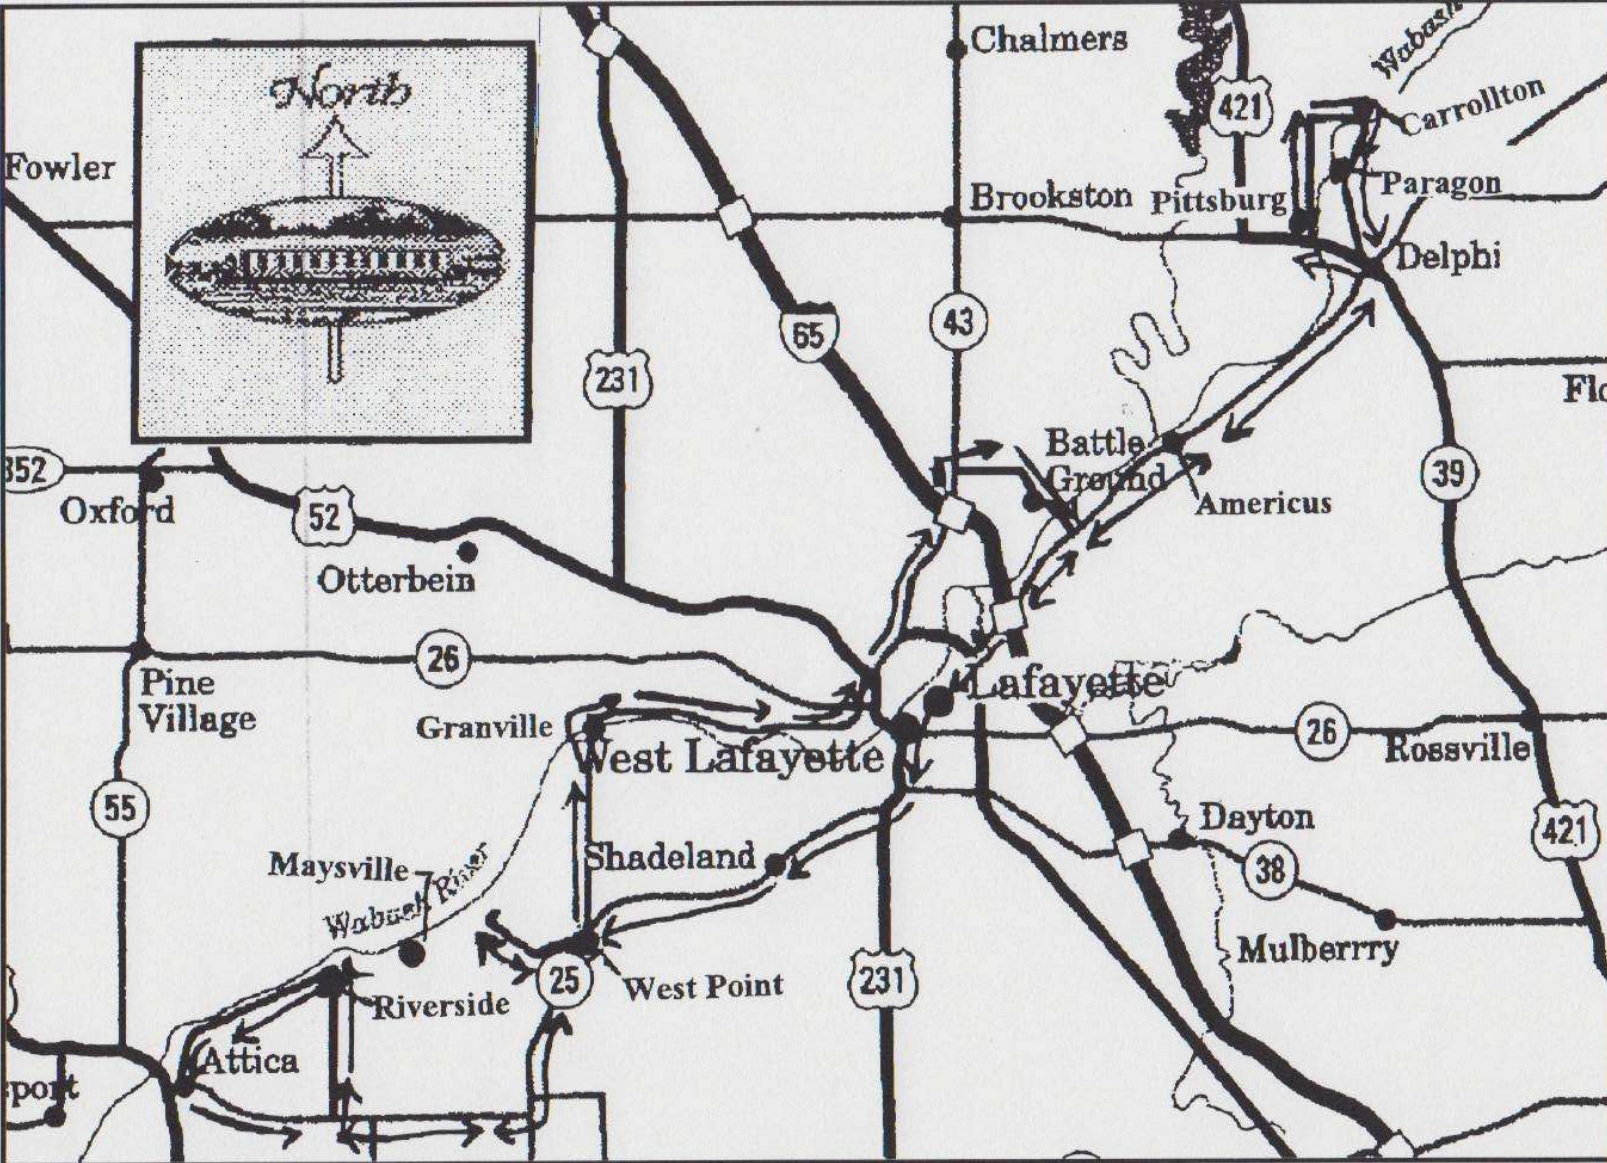 North
Chalmers
Wabash
421
Carrollton
Fowler
Brookston
Pittsburg
Paragon
Delphi
65
43
231
Flo
352
Oxford
52
Battle
Ground
39
Americus
Otterbein
26
Pine
Village
Lafayette
Granville
West Lafayette
26
Rossville
55
Shadeland
Dayton
421
Maysville
Wabash River
38
25
West Point
231
Mulberrry
Riverside
Attica
port